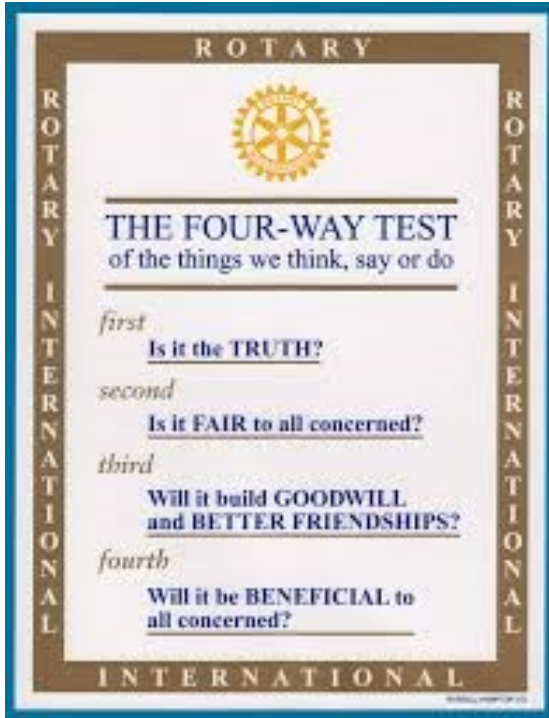 ROTARY
ROTARY INTERNATIONAL
ROTARY INTERNATIONAL
THE FOUR-WAY TEST
of the things we think, say or do
first
Is it the TRUTH?
second
Is it FAIR to all concerned?
third
Will it build GOODWILL
and BETTER FRIENDSHIPS?
fourth
Will it be BENEFICIAL to
all concerned?
INTERNATIONAL